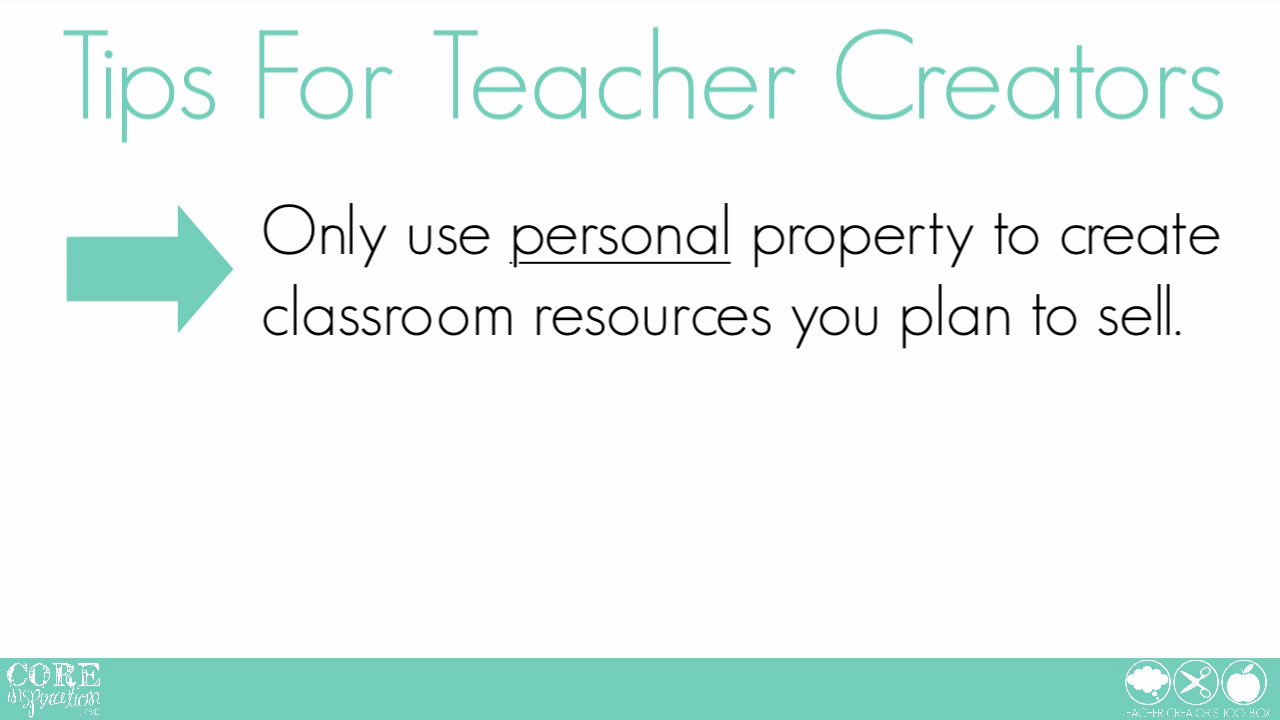 Tips For Teacher Creators
Only use personal property to create
classroom resources you plan to sell.
CORE
inspiration